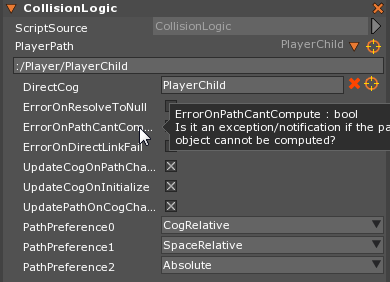 CollisionLogic
ScriptSource CollisionLogic
PlayerPath PlayerChild
:/Player/PlayerChild
DirectCog PlayerChild
ErrorOnResolveToNull
ErrorOnPathCantCom...
ErrorOnDirectLinkFail
ErrorOnPathCantCompute : bool
Is it an exception/notification if the pa
object cannot be computed?
UpdateCogOnPathCha...
UpdateCogOnInitialize
UpdatePathOnCogCha...
PathPreference0 CogRelative
PathPreference1 SpaceRelative
PathPreference2 Absolute